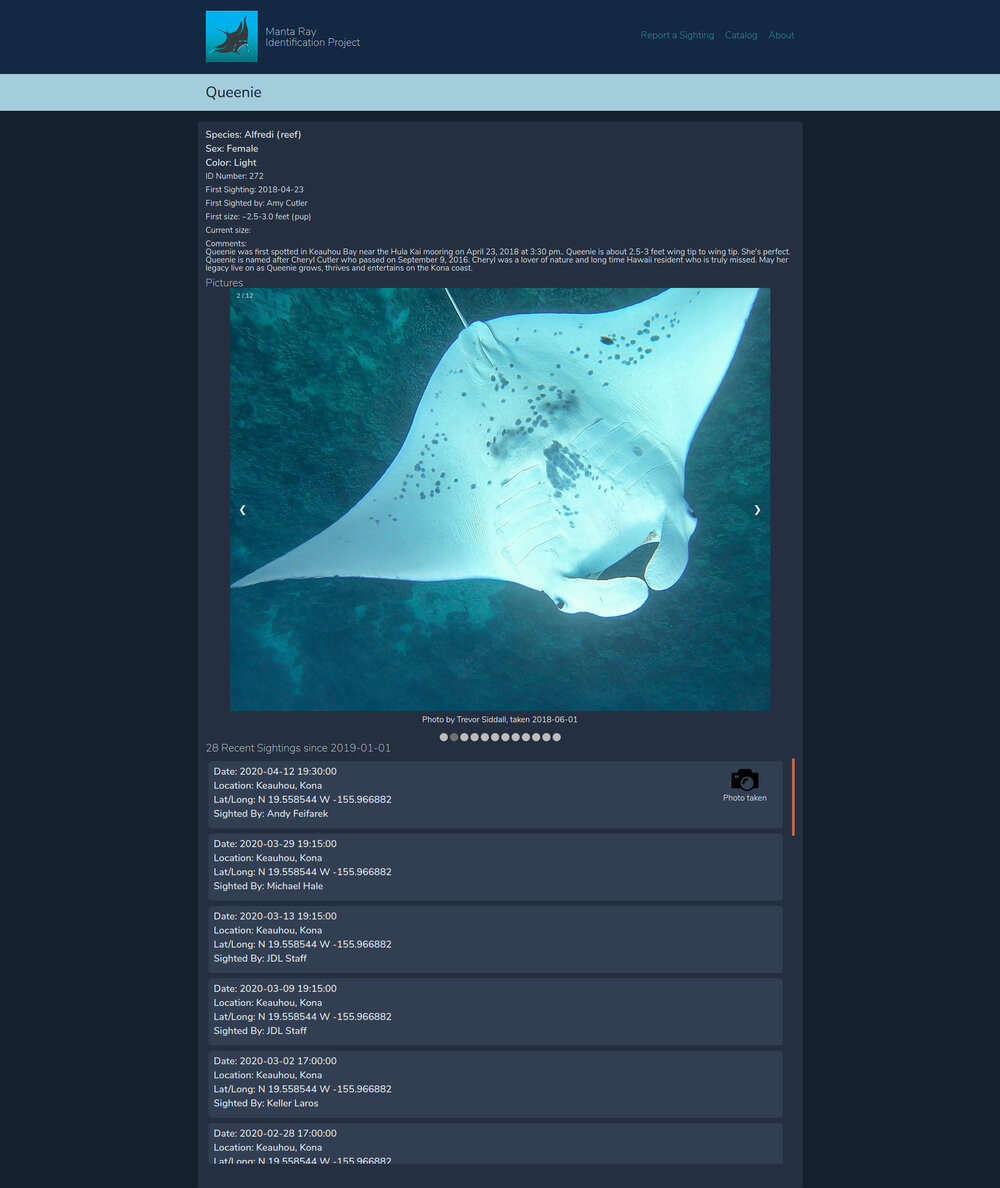 Manta Ray
Identification Project
Report a Sighting Catalog About
Queenie
Species: Alfredi (reef)
Sex: Female
Color: Light
ID Number: 272
First Sighting: 2018-04-23
First Sighted by: Amy Cutler
First size: ~2.5-3.0 feet (pup)
Current size:
Comments:
Queenie was first spotted in Keauhou Bay near the Hula Kai mooring on April 23, 2018 at 3:30 pm.. Queenie is about 2.5-3 feet wing tip to wing tip. She's perfect.
Queenie is named after Cheryl Cutler who passed on September 9, 2016. Cheryl was a lover of nature and long time Hawaii resident who is truly missed. May her
legacy live on as Queenie grows, thrives and entertains on the Kona coast.
Pictures
2 / 12
❮ ❯
Photo by Trevor Siddall, taken 2018-06-01
28 Recent Sightings since 2019-01-01
Date: 2020-04-12 19:30:00
Location: Keauhou, Kona
Lat/Long: N 19.558544 W -155.966882
Sighted By: Andy Feifarek
Photo taken
Date: 2020-03-29 19:15:00
Location: Keauhou, Kona
Lat/Long: N 19.558544 W -155.966882
Sighted By: Michael Hale
Date: 2020-03-13 19:15:00
Location: Keauhou, Kona
Lat/Long: N 19.558544 W -155.966882
Sighted By: JDL Staff
Date: 2020-03-09 19:15:00
Location: Keauhou, Kona
Lat/Long: N 19.558544 W -155.966882
Sighted By: JDL Staff
Date: 2020-03-02 17:00:00
Location: Keauhou, Kona
Lat/Long: N 19.558544 W -155.966882
Sighted By: Keller Laros
Date: 2020-02-28 17:00:00
Location: Keauhou, Kona
Lat/Long: N 19.558544 W -155.966882